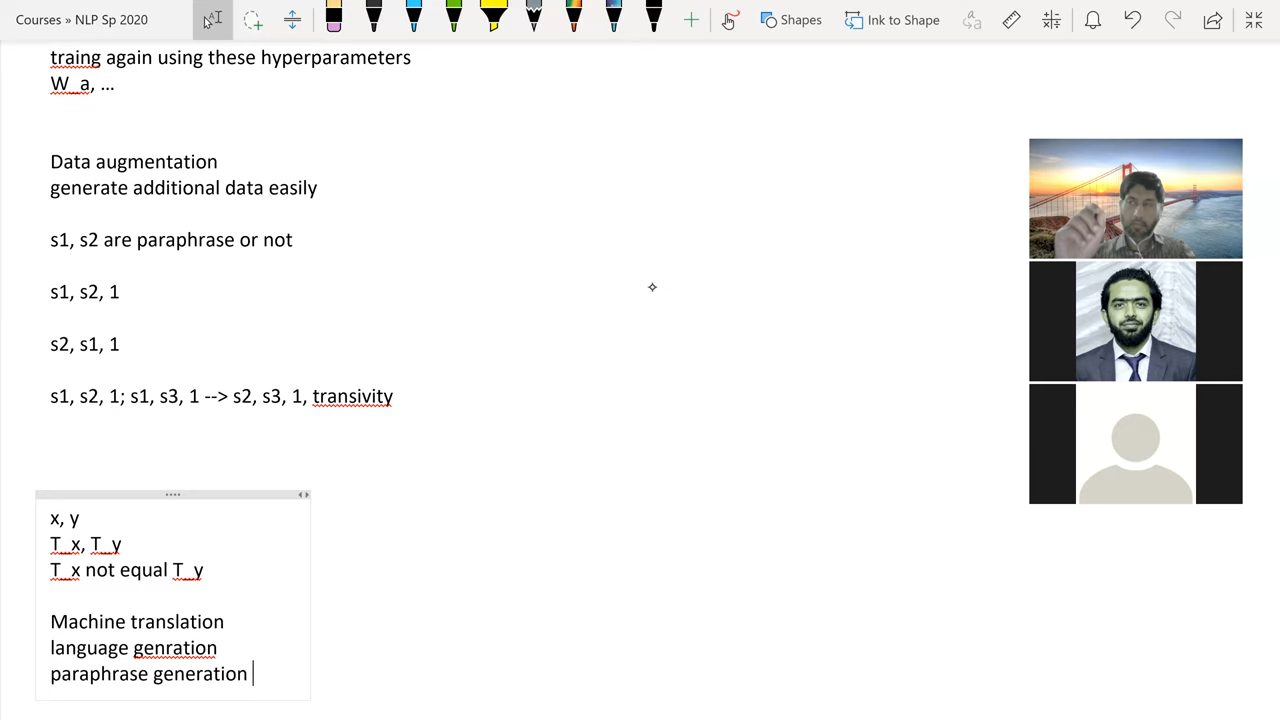 Courses » NLP Sp 2020
Shapes
Ink to Shape
traing again using these hyperparameters
W_a, ...
Data augmentation
generate additional data easily
s1, s2 are paraphrase or not
s1, s2, 1
s2, s1, 1
s1, s2, 1; s1, s3, 1 --> s2, s3, 1, transivity
x, y
T_x, T_y
T_x not equal T_y
Machine translation
language genration
paraphrase generation